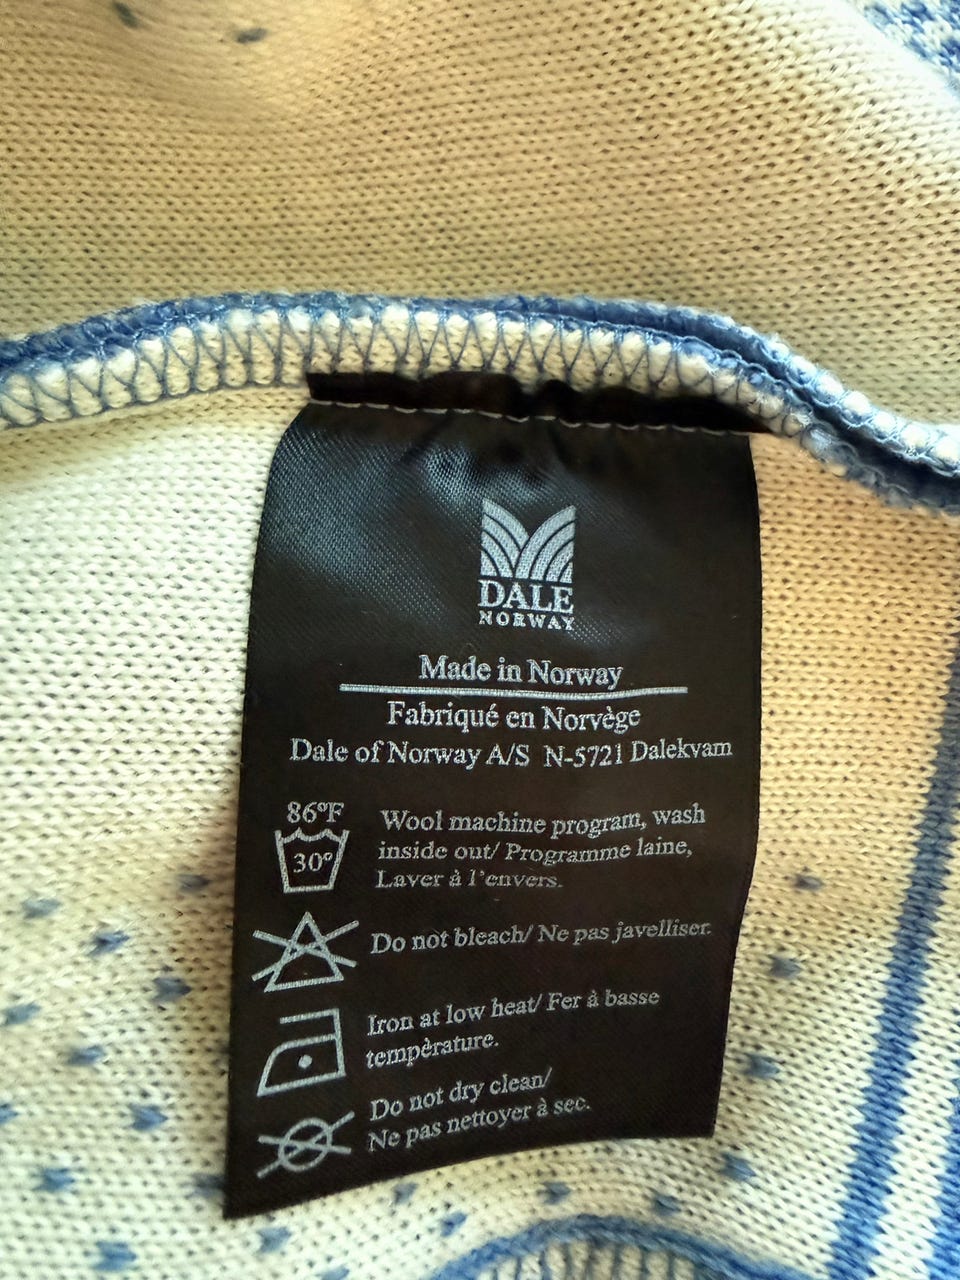 DALE
NORWAY
Made in Norway
Fabriqué en Norvège
Dale of Norway A/S N-5721 Dalekvam
86°F
30°
Wool machine program, wash
inside out/ Programme laine,
Laver à l'envers.
Do not bleach/ Ne pas javelliser.
Iron at low heat/ Fer à basse
tempèrature.
Do not dry clean/
Ne pas nettoyer à sec.